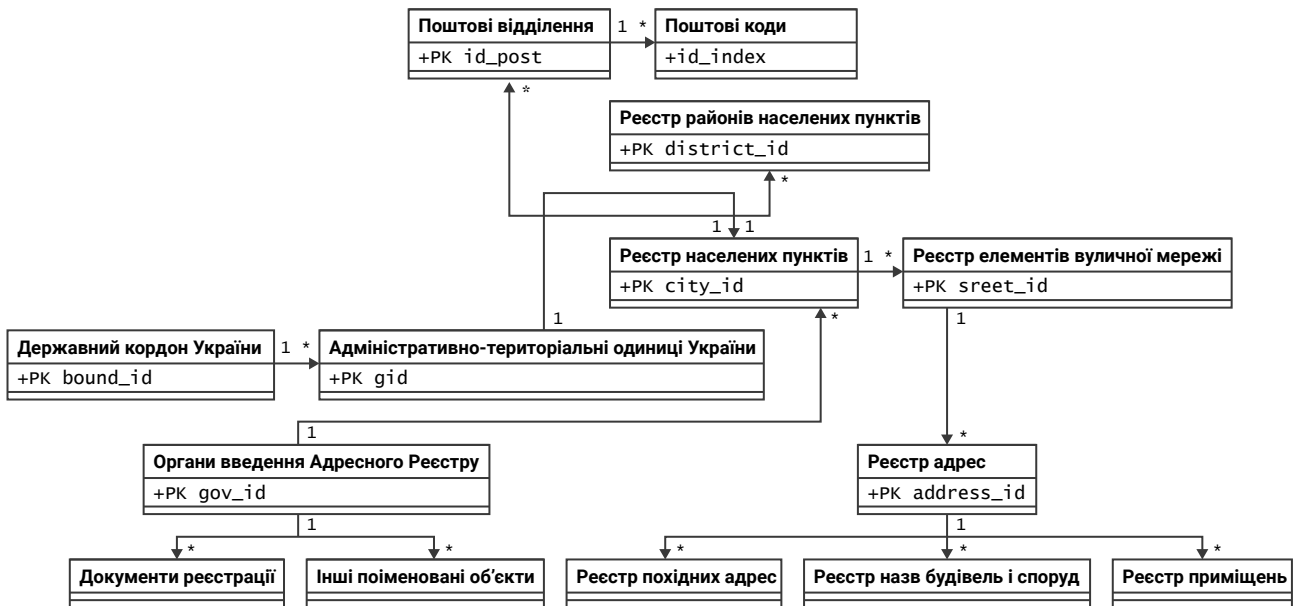 Поштові відділення
+PK id_post
1 *
Поштові коди
+id_index
*
Реєстр районів населених пунктів
+PK district_id
*
1 1
Реєстр населених пунктів
+PK city_id
1 *
Реєстр елементів вуличної мережі
+PK sreet_id
*
1
1
Державний кордон України
+PK bound_id
1 *
Адміністративно-територіальні одиниці України
+PK gid
1
*
Органи введення Адресного Реєстру
+PK gov_id
Реєстр адрес
+PK address_id
1
1
*
*
*
*
*
Документи реєстрації
Інші поіменовані об’єкти
Реєстр похідних адрес
Реєстр назв будівель і споруд
Реєстр приміщень